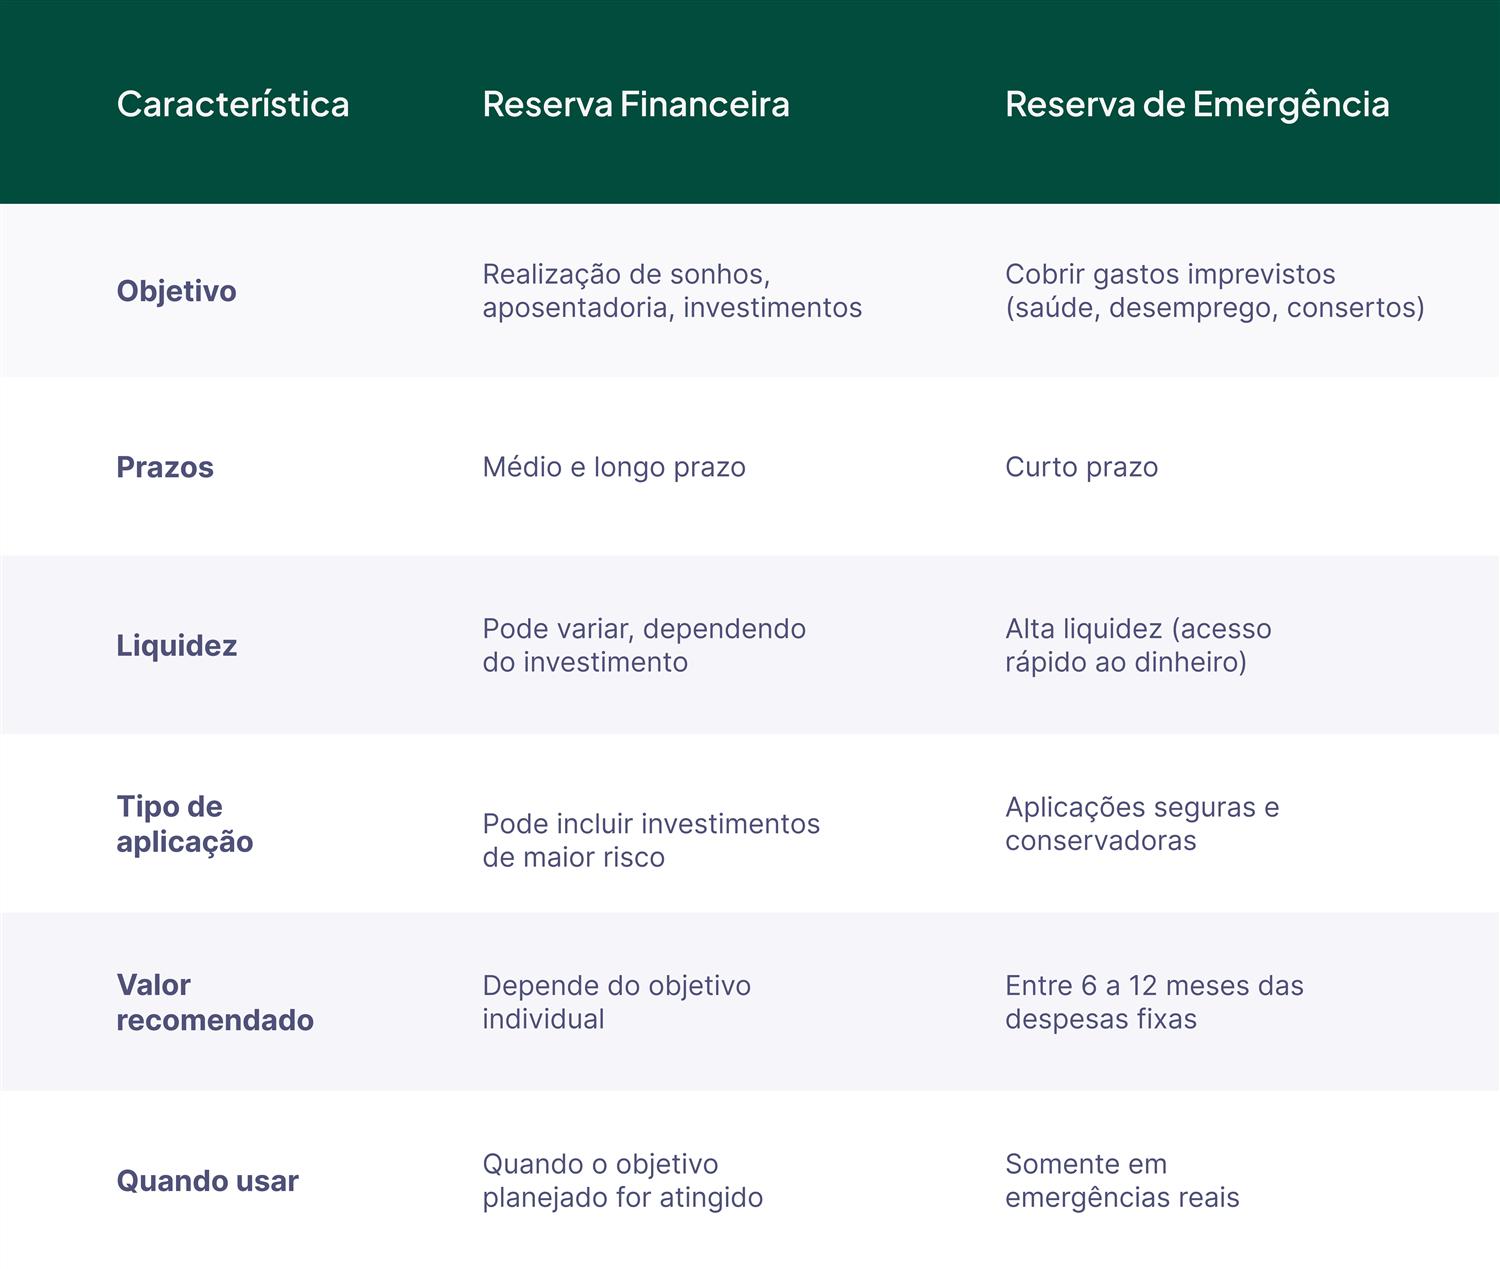 Característica
Reserva Financeira
Reserva de Emergência
Objetivo
Realização de sonhos,
aposentadoria, investimentos
Cobrir gastos imprevistos
(saúde, desemprego, consertos)
Prazos
Médio e longo prazo
Curto prazo
Liquidez
Pode variar, dependendo
do investimento
Alta liquidez (acesso
rápido ao dinheiro)
Tipo de
aplicação
Pode incluir investimentos
de maior risco
Aplicações seguras e
conservadoras
Valor
recomendado
Depende do objetivo
individual
Entre 6 a 12 meses das
despesas fixas
Quando usar
Quando o objetivo
planejado for atingido
Somente em
emergências reais